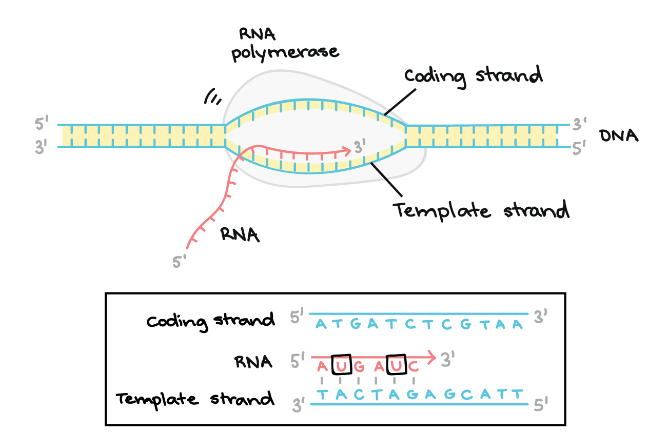 RNA
polymerase
Coding strand
5' 3'
3' 3' 5' DNA
Template strand
RNA
5'
Coding strand 5' ATGATCTCGTAA 3'
RNA 5' AUGAUC 3'
Template strand 3' TACTAGAGCATT 5'